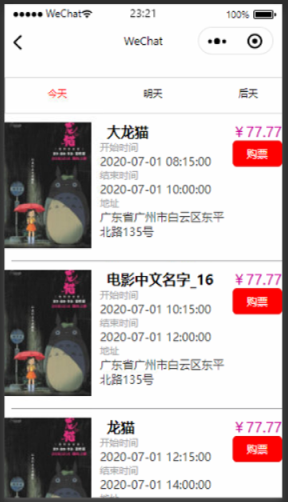 WeChat
23:21
100%
WeChat
今天
明天
后天
大龙猫
¥77.77
开始时间
购票
2020-07-01 08:15:00
结束时间
2020-07-01 10:00:00
地址
广东省广州市白云区东平
北路135号
电影中文名字_16
¥77.77
开始时间
购票
2020-07-01 10:15:00
结束时间
2020-07-01 12:00:00
地址
广东省广州市白云区东平
北路135号
龙猫
¥77.77
开始时间
购票
2020-07-01 12:15:00
结束时间
2020-07-01 14:00:00